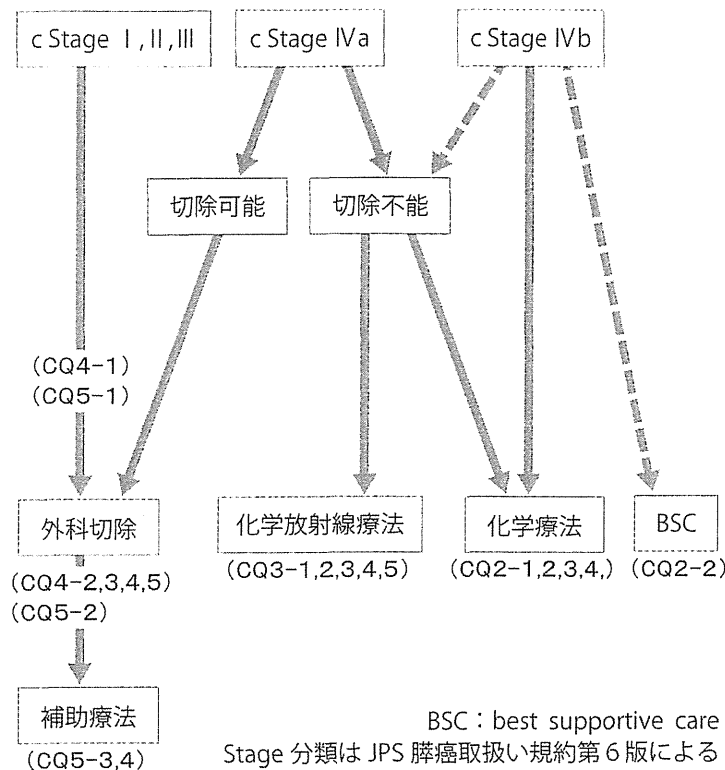 c Stage Ⅰ,II,III
c Stage Ⅳa
c Stage Ⅳb
切除可能
切除不能
(CQ4-1)
(CQ5-1)
外科切除
化学放射線療法
化学療法
BSC
(CQ4-2,3,4,5)
(CQ3-1,2,3,4,5)
(CQ2-1,2,3,4,)
(CQ2-2)
(CQ5-2)
補助療法
(CQ5-3,4)
BSC：best supportive care
Stage 分類は JPS 膵癌取扱い規約第６版による